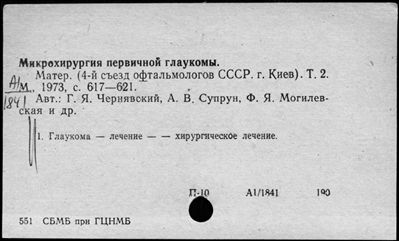 Микрохирургия первичной глаукомы.
Матер. (4-й съезд офтальмологов СССР. г. Киев). Т. 2.
М., 1973, с. 617—621.
А1/1841
Авт.: Г. Я. Чернявский, А. В. Супрун, Ф. Я. Могилевская и др.
1. Глаукома — лечение — — хирургическое лечение.
П-10 А1/1841 190
551 СБМБ при ГЦНМБ